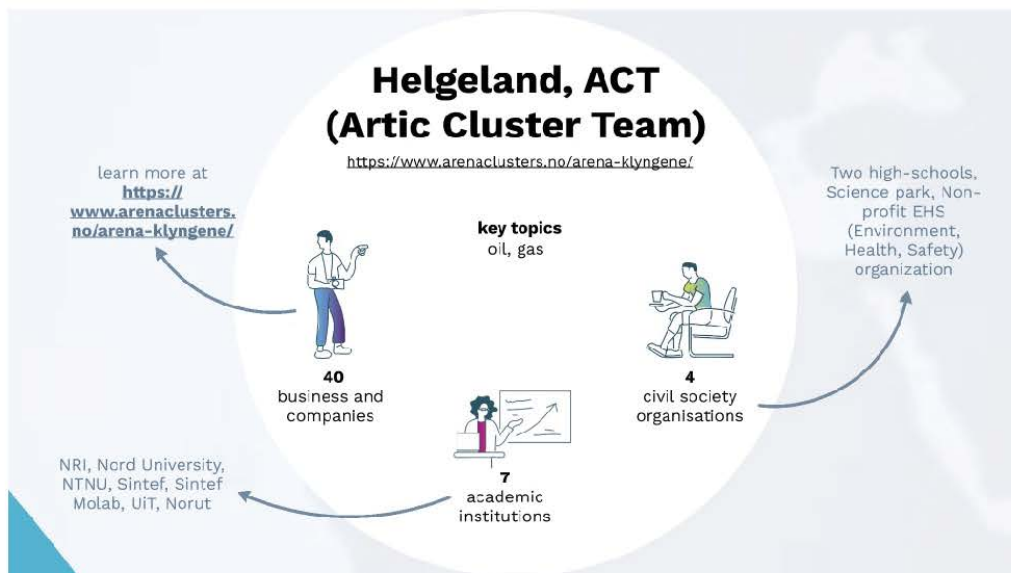 Helgeland, ACT
(Artic Cluster Team)
https://www.arenaclusters.no/arena-klyngene/
learn more at
https://
www.arenaclusters.
no/arena-klyngene/
key topics
oil, gas
Two high-schools,
Science park, Non-
profit EHS
(Environment,
Health, Safety)
organization
40
business and
companies
4
civil society
organisations
7
academic
institutions
NRI, Nord University,
NTNU, Sintef, Sintef
Molab, UiT, Norut